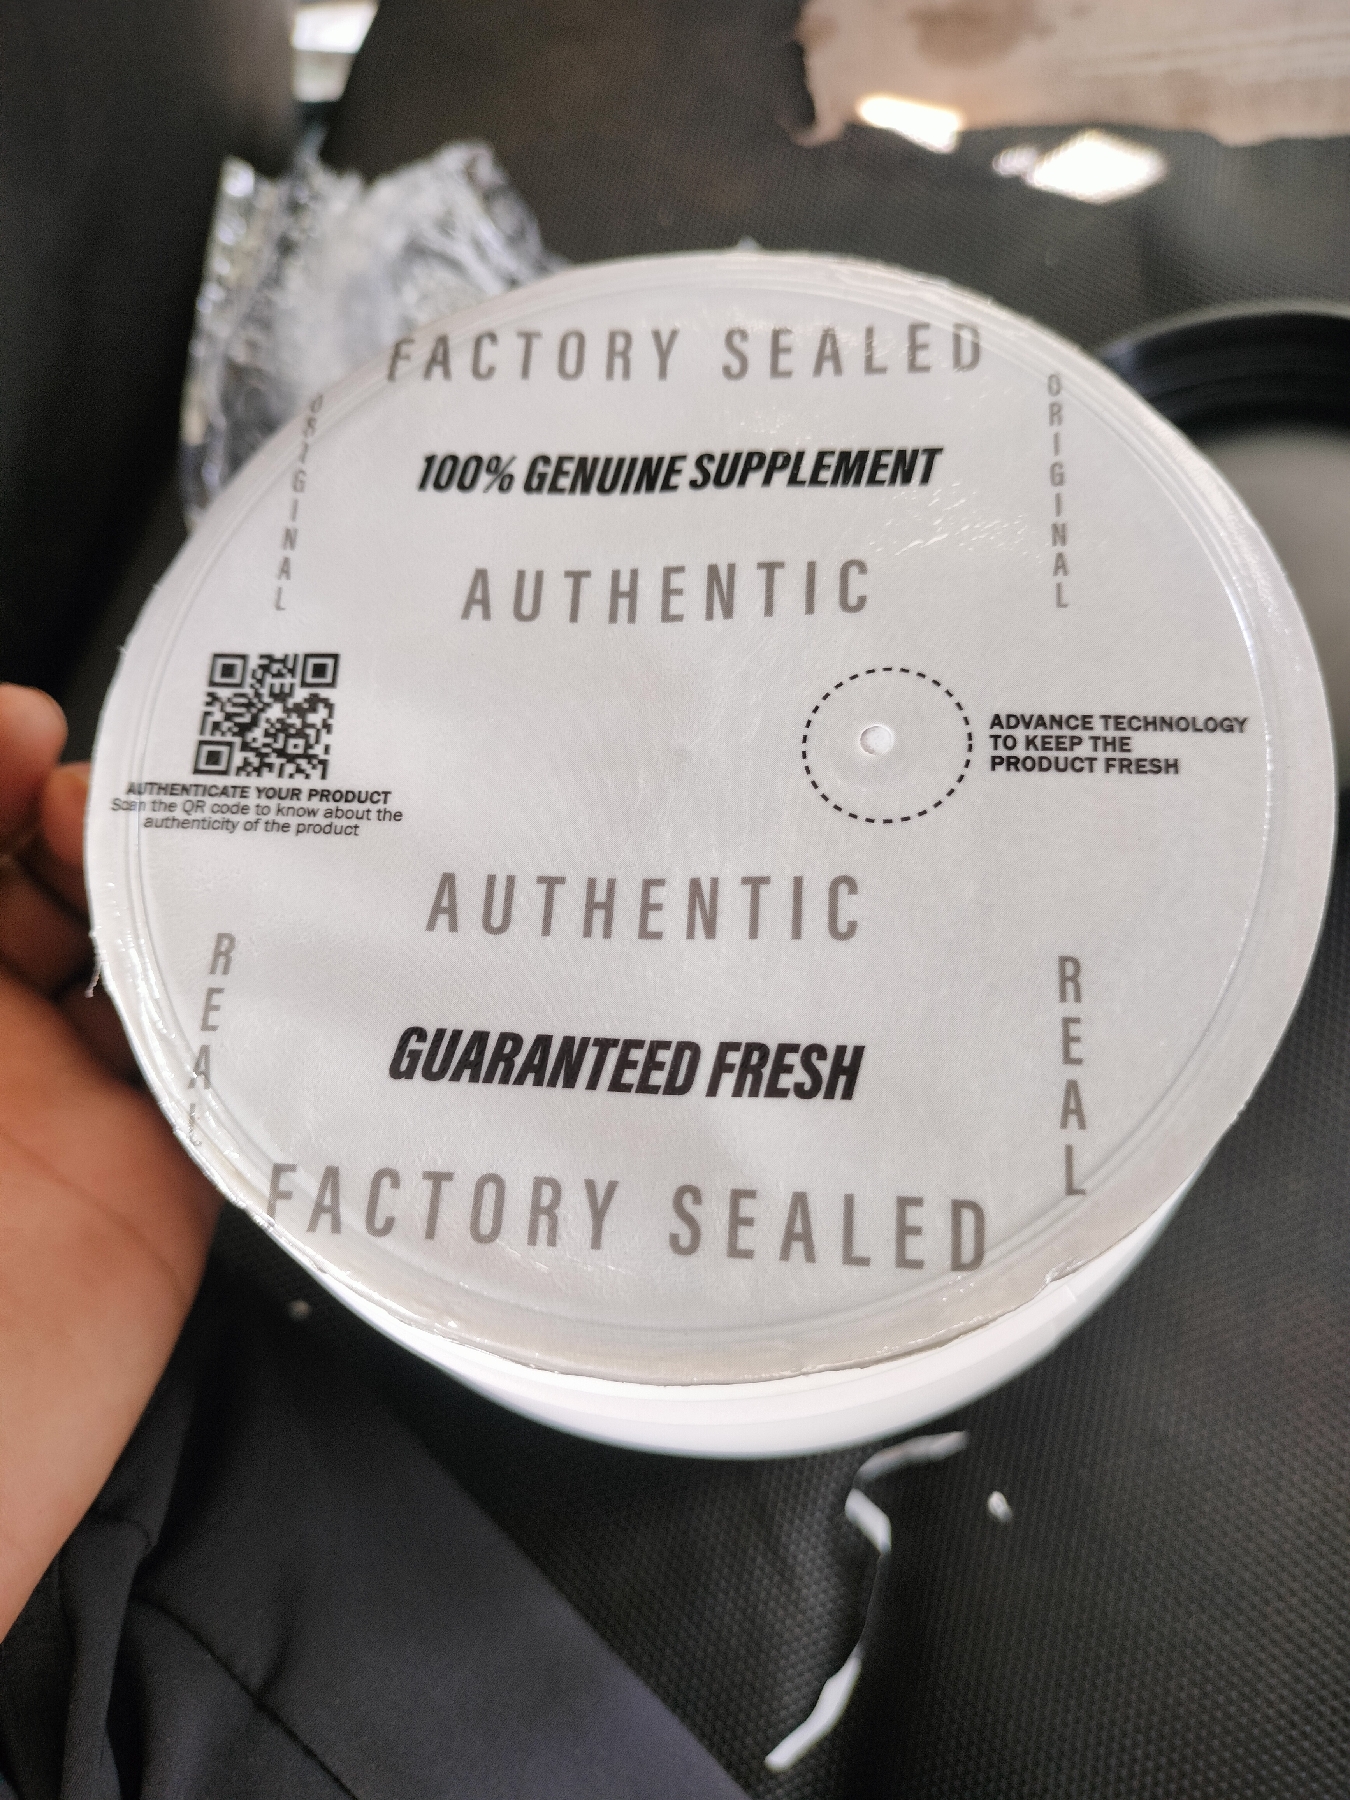 FACTORY SEALED
ORIGINAL
ORIGINAL
100% GENUINE SUPPLEMENT
AUTHENTIC
AUTHENTICATE YOUR PRODUCT
Scan the QR code to know about the
authenticity of the product
ADVANCE TECHNOLOGY
TO KEEP THE
PRODUCT FRESH
AUTHENTIC
REAL
REAL
GUARANTEED FRESH
FACTORY SEALED